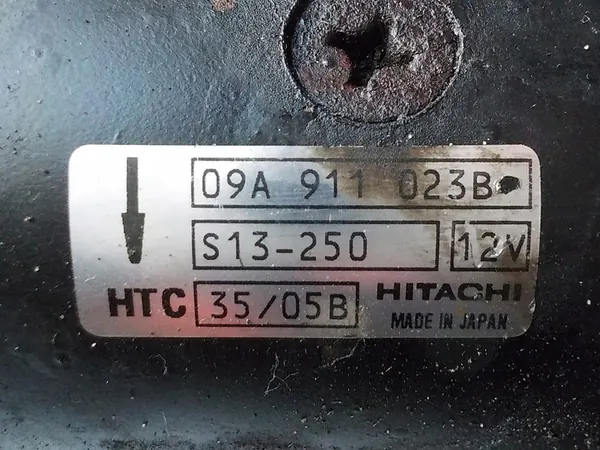 09A 911 023B
S13-250 12V
HTC 35/05B HITACHI
MADE IN JAPAN